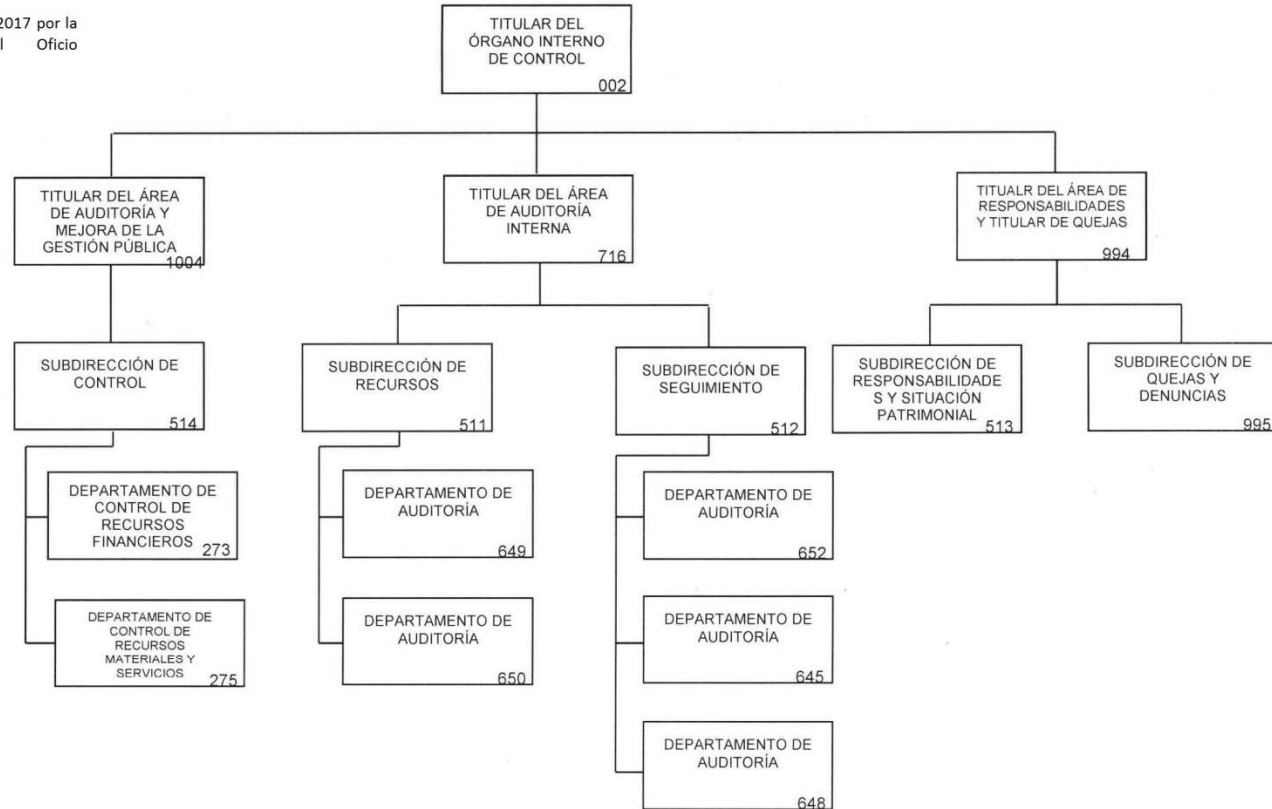 2017 por la
l Oficio
TITULAR DEL
ÓRGANO INTERNO
DE CONTROL
002
TITULAR DEL ÁREA
DE AUDITORÍA Y
MEJORA DE LA
GESTIÓN PÚBLICA
1004
TITULAR DEL ÁREA
DE AUDITORÍA
INTERNA
716
TITUALR DEL ÁREA DE
RESPONSABILIDADES
Y TITULAR DE QUEJAS
994
SUBDIRECCIÓN DE
CONTROL
514
SUBDIRECCIÓN DE
RECURSOS
511
SUBDIRECCIÓN DE
SEGUIMIENTO
512
SUBDIRECCIÓN DE
RESPONSABILIDADE
S Y SITUACIÓN
PATRIMONIAL
513
SUBDIRECCIÓN DE
QUEJAS Y
DENUNCIAS
995
DEPARTAMENTO DE
CONTROL DE
RECURSOS
FINANCIEROS
273
DEPARTAMENTO DE
AUDITORÍA
649
DEPARTAMENTO DE
AUDITORÍA
652
DEPARTAMENTO DE
CONTROL DE
RECURSOS
MATERIALES Y
SERVICIOS
275
DEPARTAMENTO DE
AUDITORÍA
650
DEPARTAMENTO DE
AUDITORÍA
645
DEPARTAMENTO DE
AUDITORÍA
648